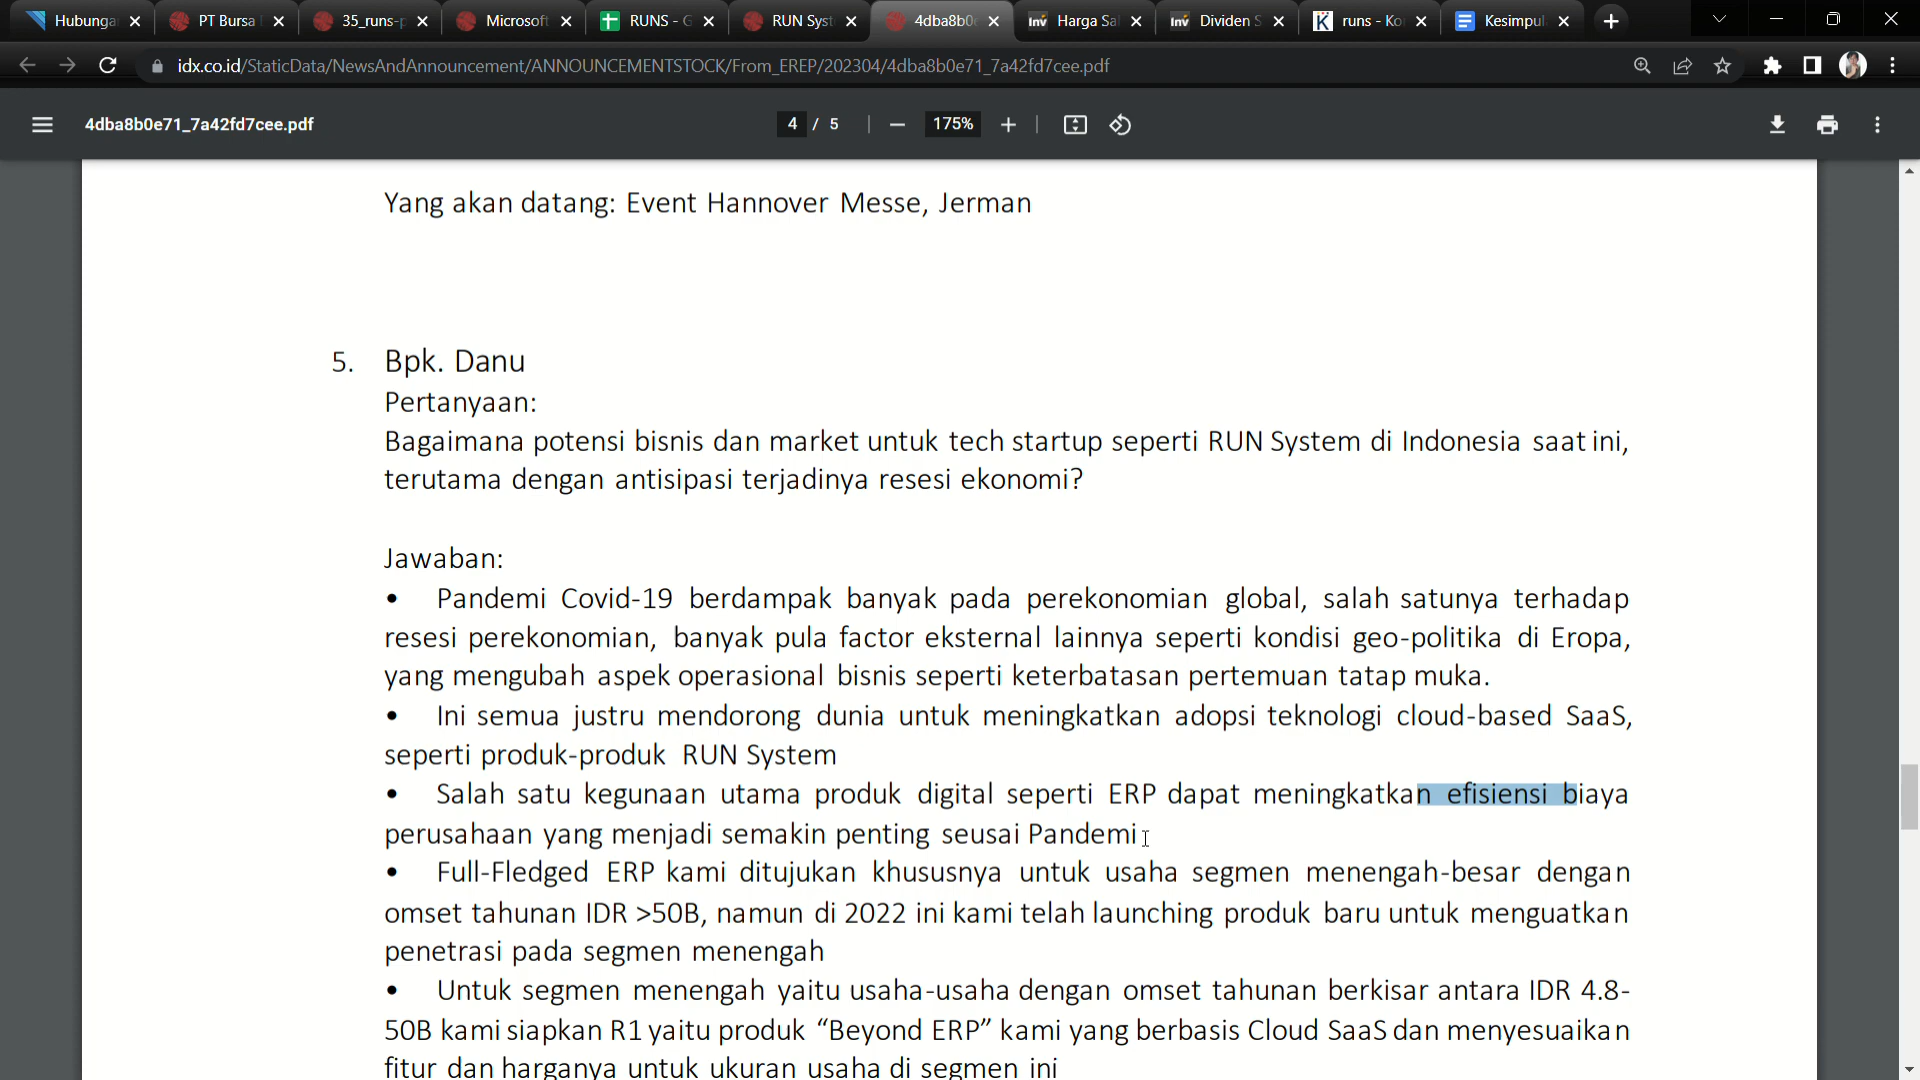 Hubunga
PT Bursa E
35_runs-p
Microsoft
RUNS - G
RUN Syst
4dba8b0e
inv Harga Sa
inv Dividen S
K runs - Ko
Kesimpul
idx.co.id/StaticData/NewsAndAnnouncement/ANNOUNCEMENTSTOCK/From_EREP/202304/4dba8b0e71_7a42fd7cee.pdf
4dba8b0e71_7a42fd7cee.pdf
4 / 5
175%
Yang akan datang: Event Hannover Messe, Jerman
5. Bpk. Danu
Pertanyaan:
Bagaimana potensi bisnis dan market untuk tech startup seperti RUN System di Indonesia saat ini,
terutama dengan antisipasi terjadinya resesi ekonomi?
Jawaban:
• Pandemi Covid-19 berdampak banyak pada perekonomian global, salah satunya terhadap
resesi perekonomian, banyak pula factor eksternal lainnya seperti kondisi geo-politika di Eropa,
yang mengubah aspek operasional bisnis seperti keterbatasan pertemuan tatap muka.
• Ini semua justru mendorong dunia untuk meningkatkan adopsi teknologi cloud-based SaaS,
seperti produk-produk RUN System
• Salah satu kegunaan utama produk digital seperti ERP dapat meningkatkan efisiensi biaya
perusahaan yang menjadi semakin penting seusai Pandemi
• Full-Fledged ERP kami ditujukan khususnya untuk usaha segmen menengah-besar dengan
omset tahunan IDR >50B, namun di 2022 ini kami telah launching produk baru untuk menguatkan
penetrasi pada segmen menengah
• Untuk segmen menengah yaitu usaha-usaha dengan omset tahunan berkisar antara IDR 4.8-
50B kami siapkan R1 yaitu produk “Beyond ERP” kami yang berbasis Cloud SaaS dan menyesuaikan
fitur dan harganya untuk ukuran usaha di segmen ini